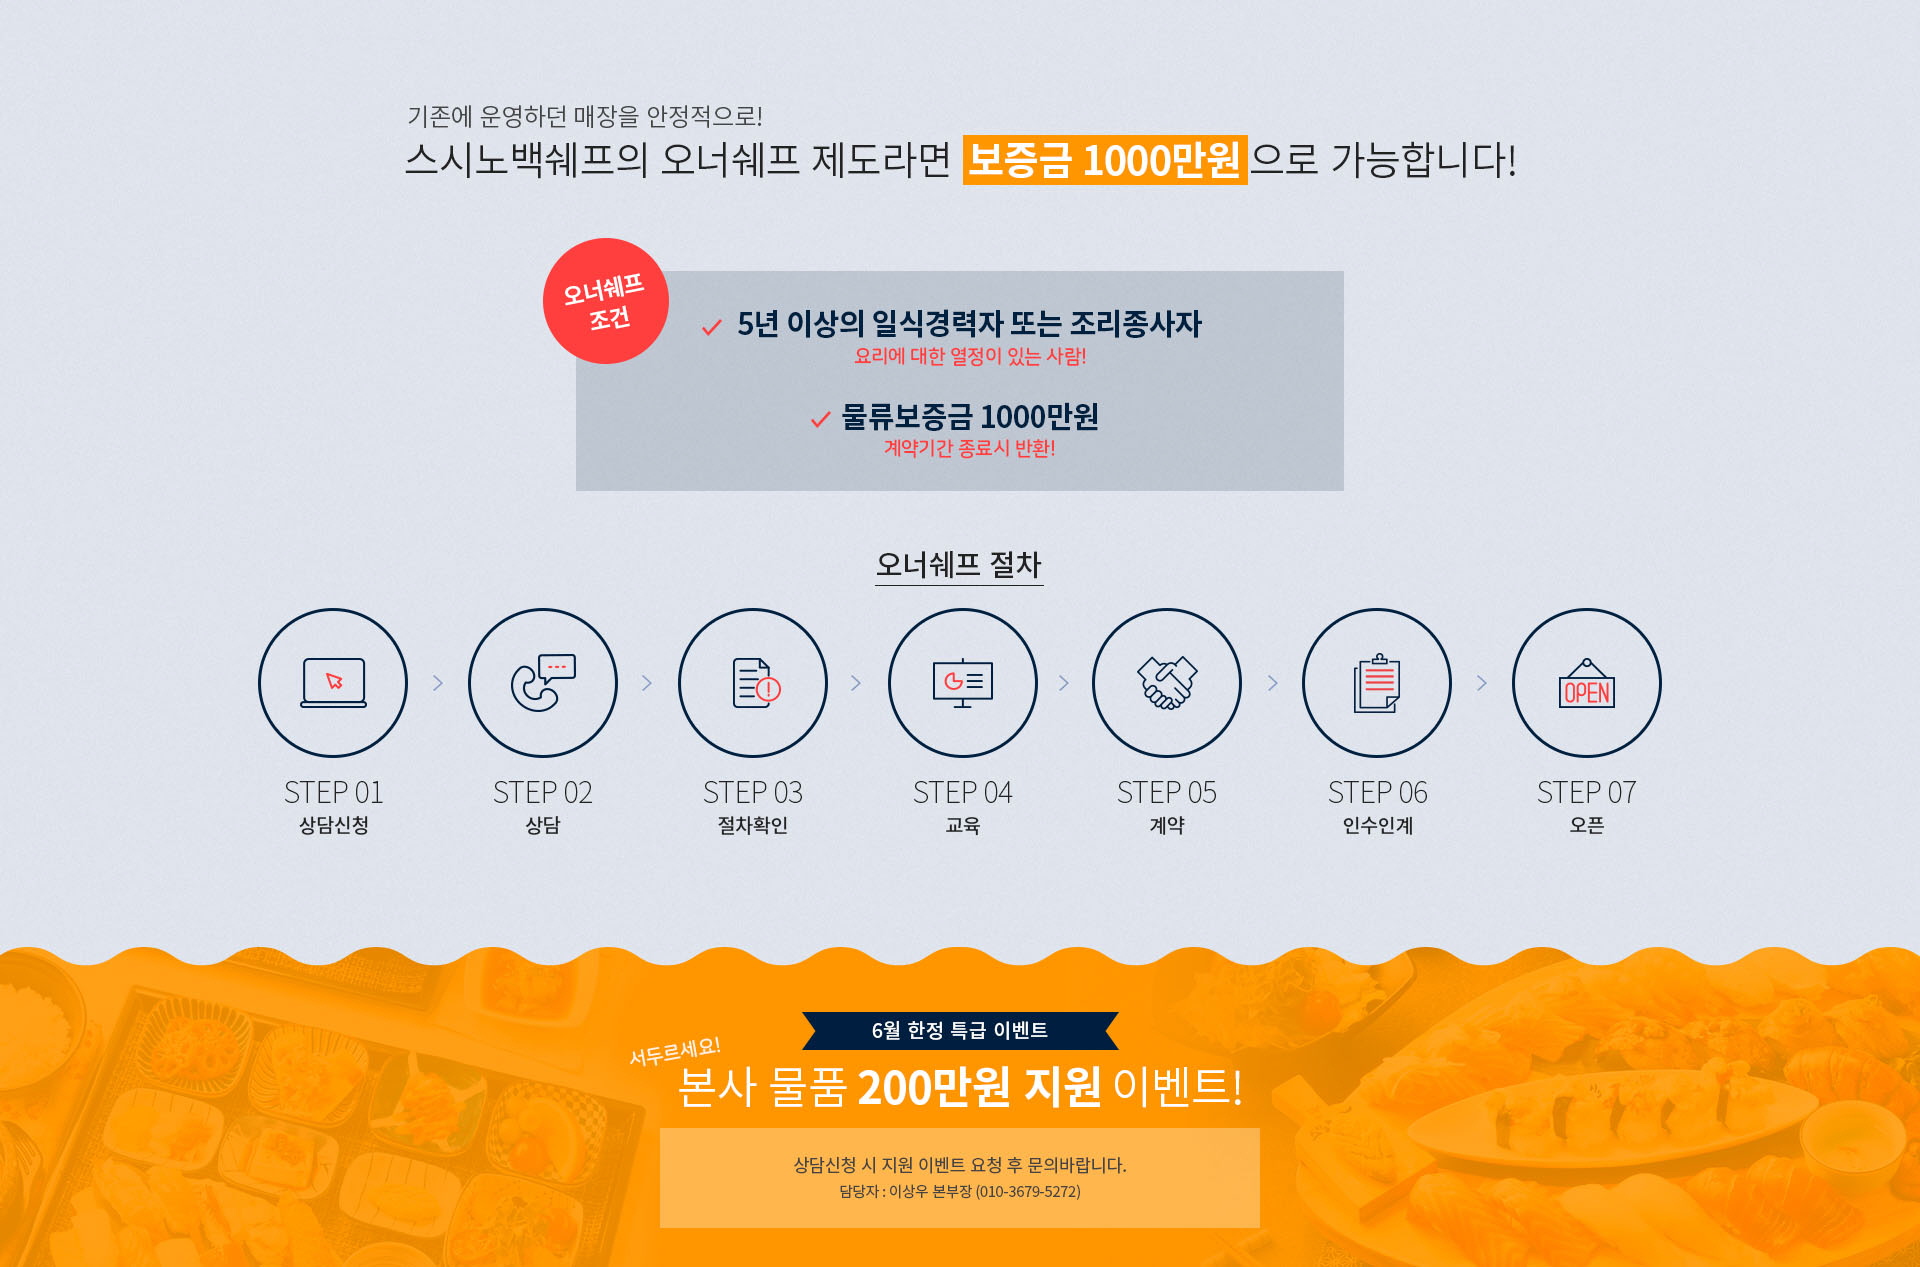 기존에 운영하던 매장을 안정적으로!
스시노백쉐프의 오너쉐프 제도라면 보증금 1000만원으로 가능합니다!
오너쉐프
조건
5년 이상의 일식경력자 또는 조리종사자
요리에 대한 열정이 있는 사람!
물류보증금 1000만원
계약기간 종료시 반환!
오너쉐프 절차
OPEN
STEP 01
상담신청
STEP 02
상담
STEP 03
절차확인
STEP 04
교육
STEP 05
계약
STEP 06
인수인계
STEP 07
오픈
6월 한정 특급 이벤트
서두르세요!
본사 물품 200만원 지원 이벤트!
상담신청 시 지원 이벤트 요청 후 문의바랍니다.
담당자 : 이상우 본부장 (010-3679-5272)